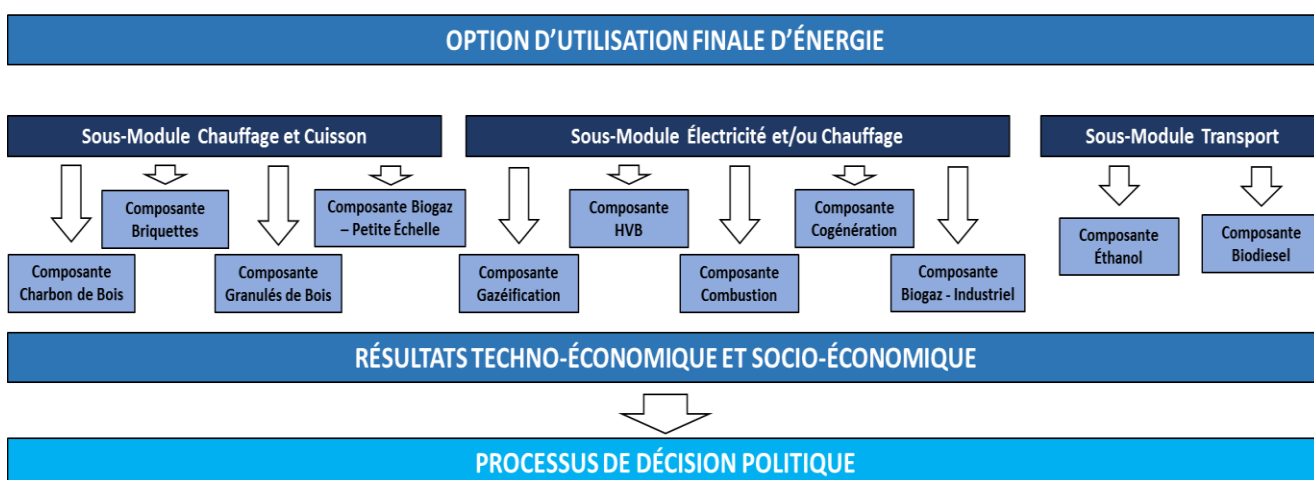 OPTION D’UTILISATION FINALE D’ÉNERGIE
Sous-Module Chauffage et Cuisson
Composante
Charbon de Bois
Composante
Briquettes
Composante
Granulés de Bois
Composante Biogaz
– Petite Échelle
Sous-Module Électricité et/ou Chauffage
Composante
Gazéification
Composante
HVB
Composante
Combustion
Composante
Cogénération
Composante
Biogaz - Industriel
Sous-Module Transport
Composante
Éthanol
Composante
Biodiesel
RÉSULTATS TECHNO-ÉCONOMIQUE ET SOCIO-ÉCONOMIQUE
PROCESSUS DE DÉCISION POLITIQUE